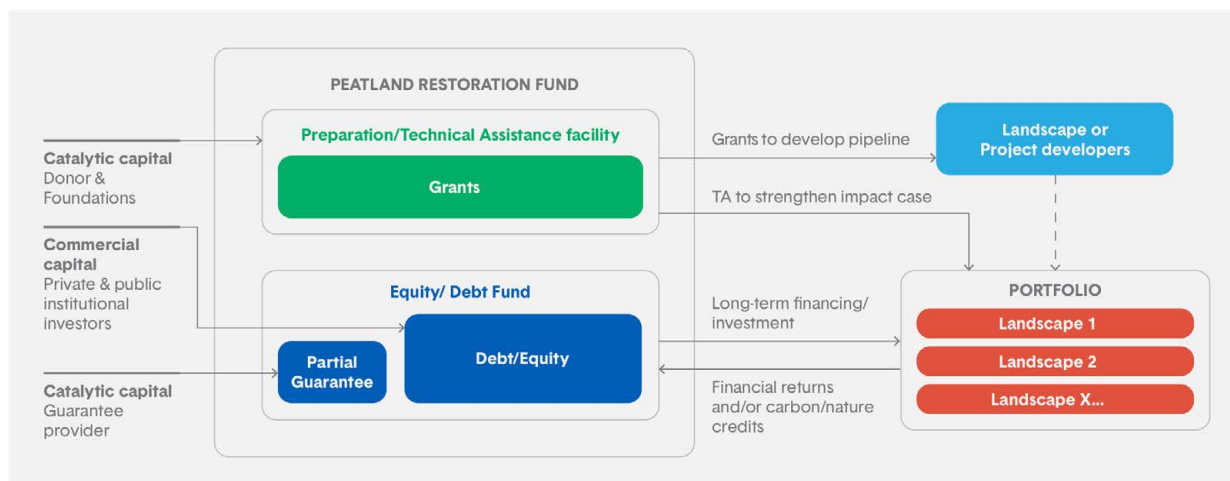 PEATLAND RESTORATION FUND
Preparation/Technical Assistance facility
Grants
Catalytic capital
Donor &
Foundations
Commercial
capital
Private & public
institutional
investors
Catalytic capital
Guarantee
provider
Equity/ Debt Fund
Partial
Guarantee
Debt/Equity
Grants to develop pipeline
TA to strengthen impact case
Long-term financing/
investment
Financial returns
and/or carbon/nature
credits
Landscape or
Project developers
PORTFOLIO
Landscape 1
Landscape 2
Landscape X...